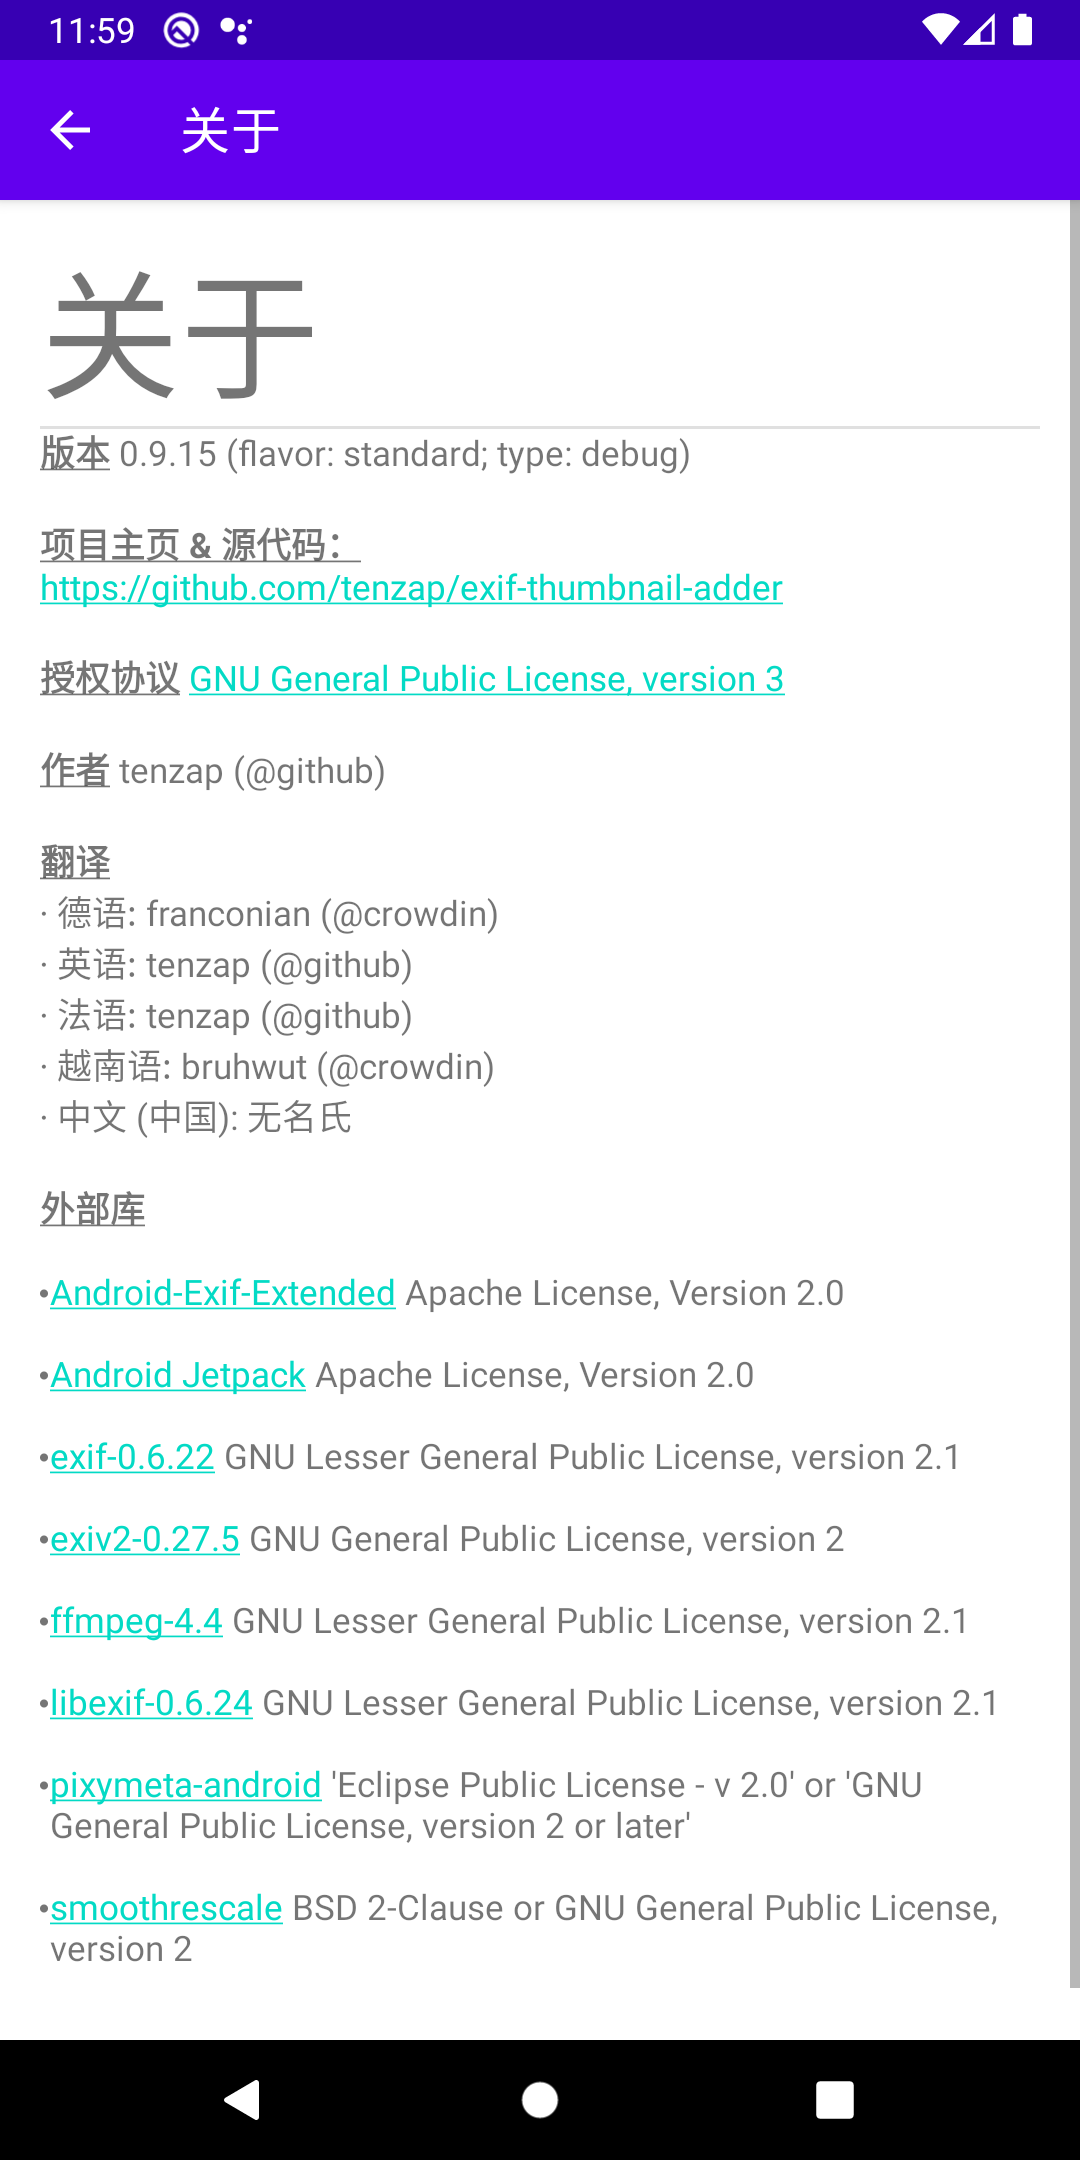 11:59
关于
关于
版本 0.9.15 (flavor: standard; type: debug)
项目主页 & 源代码：
https://github.com/tenzap/exif-thumbnail-adder
授权协议 GNU General Public License, version 3
作者 tenzap (@github)
翻译
· 德语: franconian (@crowdin)
· 英语: tenzap (@github)
· 法语: tenzap (@github)
· 越南语: bruhwut (@crowdin)
· 中文 (中国): 无名氏
外部库
•Android-Exif-Extended Apache License, Version 2.0
•Android Jetpack Apache License, Version 2.0
•exif-0.6.22 GNU Lesser General Public License, version 2.1
•exiv2-0.27.5 GNU General Public License, version 2
•ffmpeg-4.4 GNU Lesser General Public License, version 2.1
•libexif-0.6.24 GNU Lesser General Public License, version 2.1
•pixymeta-android 'Eclipse Public License - v 2.0' or 'GNU
General Public License, version 2 or later'
•smoothrescale BSD 2-Clause or GNU General Public License,
version 2